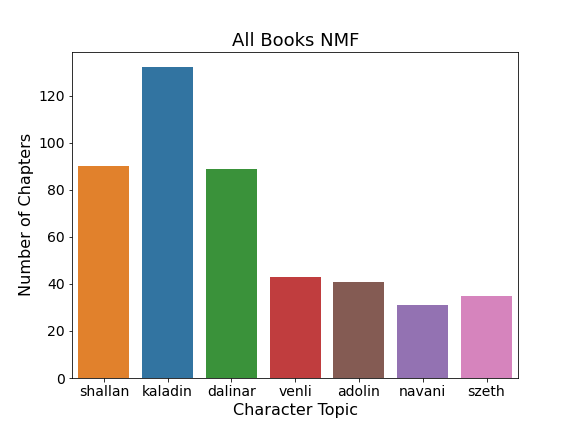 All Books NMF
Number of Chapters
120
100
80
60
40
20
0
shallan kaladin dalinar venli adolin navani szeth
Character Topic